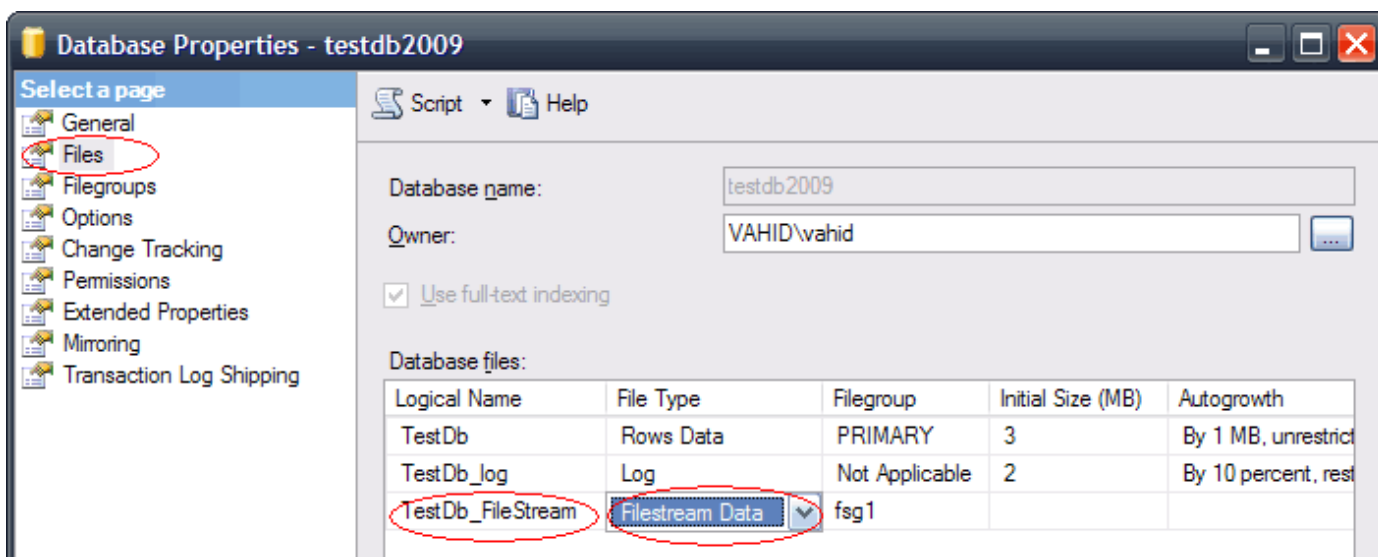 Database Properties - testdb2009
Select a page
General
Files
Filegroups
Options
Change Tracking
Permissions
Extended Properties
Mirroring
Transaction Log Shipping
Script Help
Database name: testdb2009
Owner: VAHID\vahid ...
Use full-text indexing
Database files:
Logical Name File Type Filegroup Initial Size (MB) Autogrowth
TestDb Rows Data PRIMARY 3 By 1 MB, unrestrict
TestDb_log Log Not Applicable 2 By 10 percent, rest
TestDb_FileStream Filestream Data fsg1